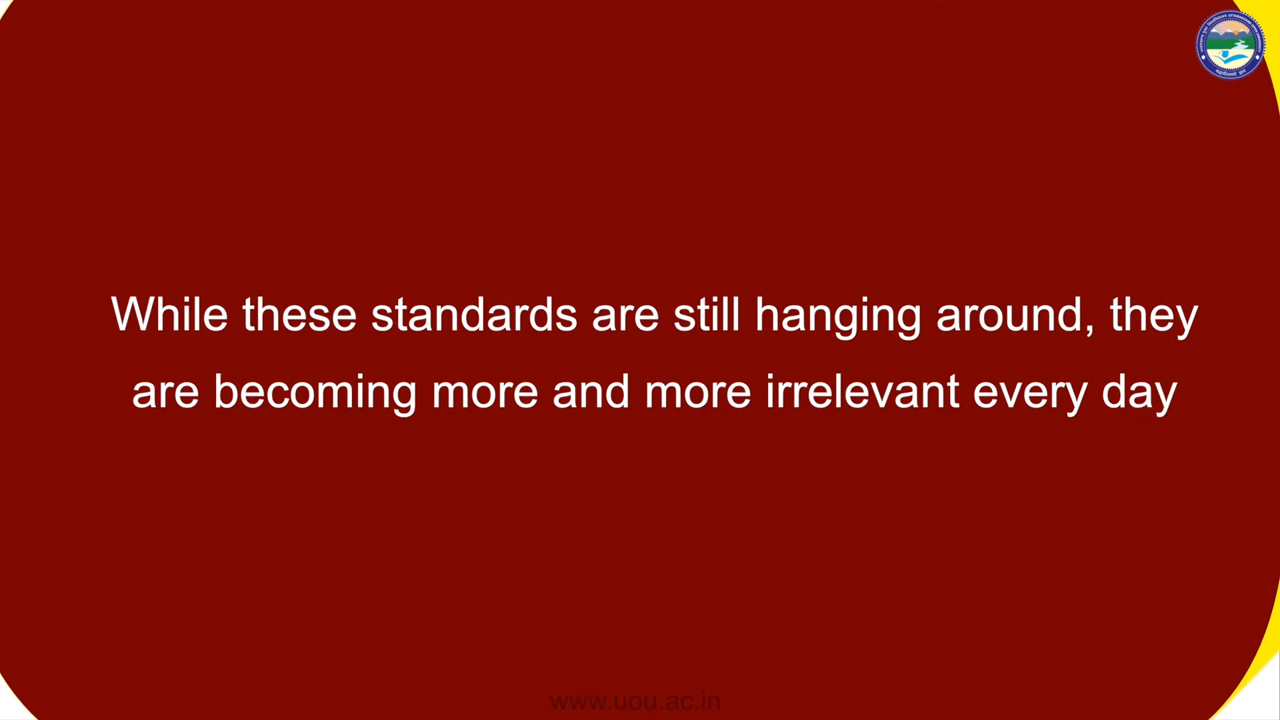 While these standards are still hanging around, they
are becoming more and more irrelevant every day
www.uou.ac.in